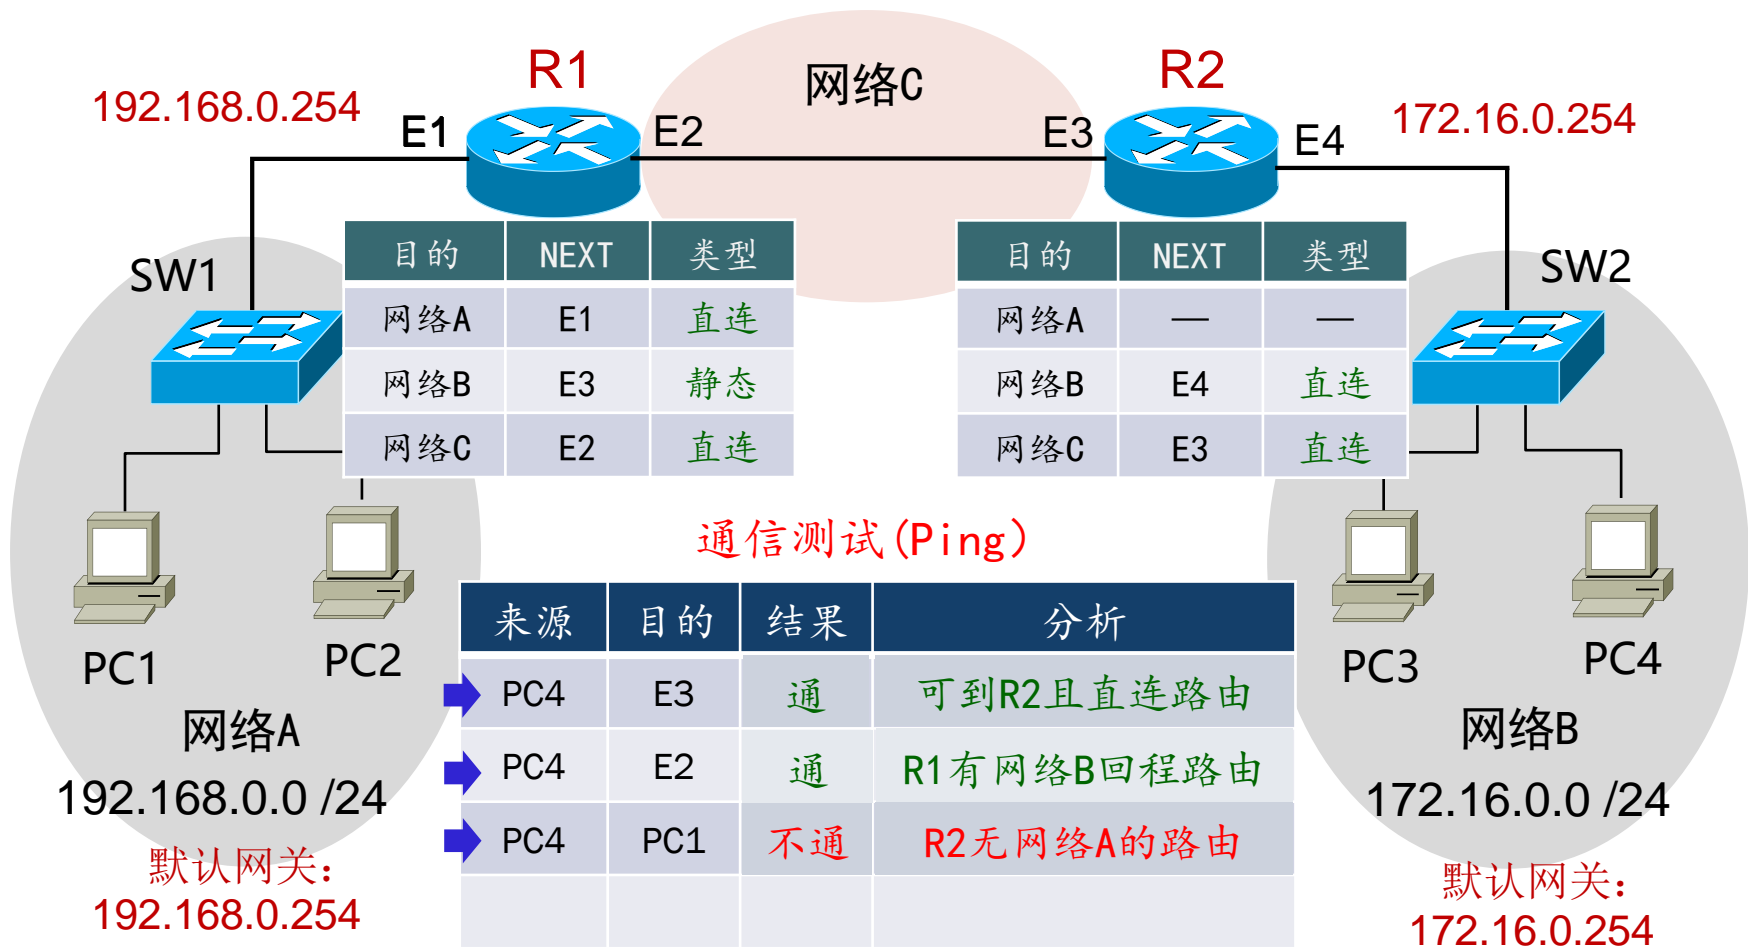 R1
网络C
R2
192.168.0.254
E1
E2
E3
E4
172.16.0.254
SW1
目的 NEXT 类型
网络A E1 直连
网络B E3 静态
网络C E2 直连
目的 NEXT 类型
网络A — —
网络B E4 直连
网络C E3 直连
SW2
通信测试(Ping)
来源 目的 结果 分析
PC4 E3 通 可到R2且直连路由
PC4 E2 通 R1有网络B回程路由
PC4 PC1 不通 R2无网络A的路由
PC1
PC2
网络A
192.168.0.0 /24
默认网关：
192.168.0.254
PC3
PC4
网络B
172.16.0.0 /24
默认网关：
172.16.0.254